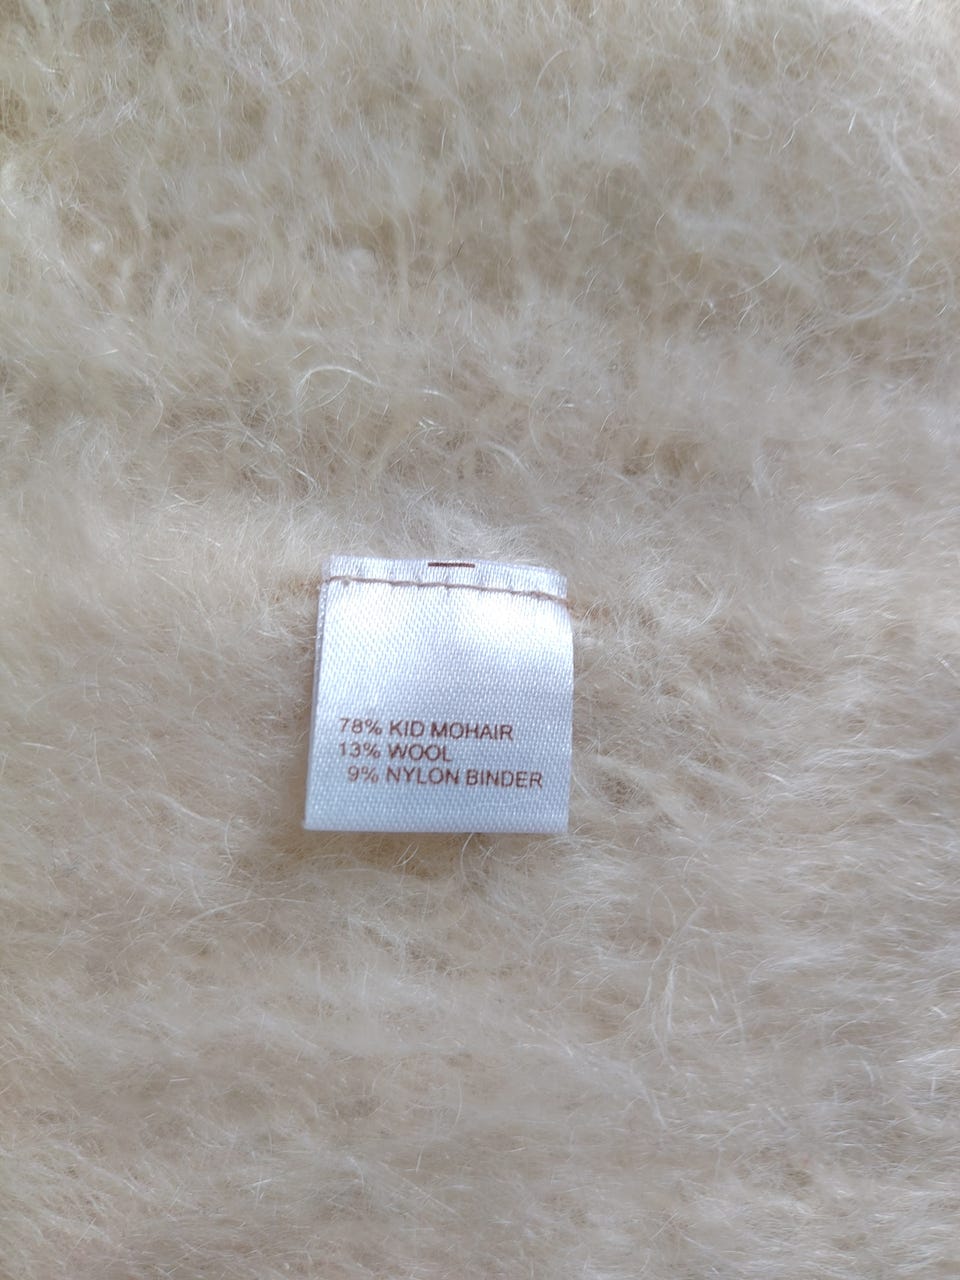 78% KID MOHAIR
13% WOOL
9% NYLON BINDER